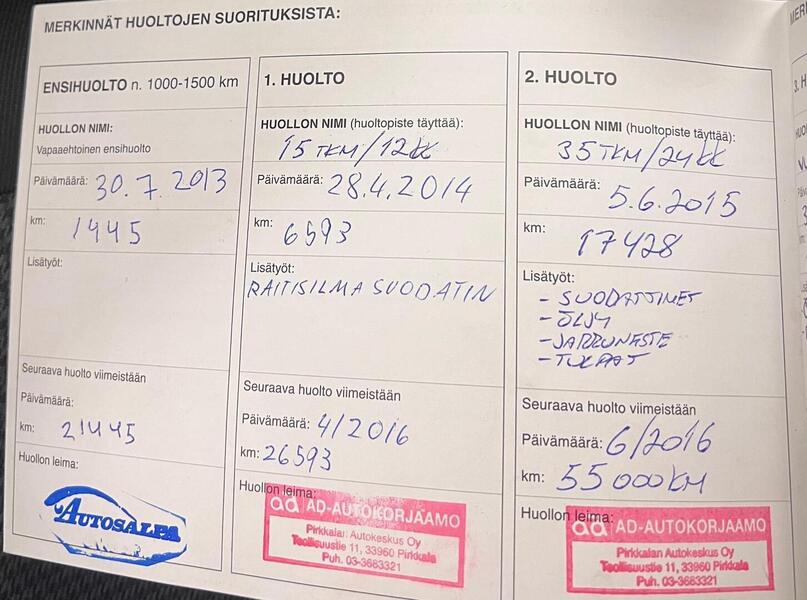 MERKINNÄT HUOLTOJEN SUORITUKSISTA:
ENSIHUOLTO n. 1000-1500 km
HUOLLON NIMI:
Vapaaehtoinen ensihuolto
Päivämäärä: 30.7.2013
km: 1445
Lisätyöt:
Seuraava huolto viimeistään
Päivämäärä:
km: 21445
Huollon leima:
AUTOSALPA
1. HUOLTO
HUOLLON NIMI (huoltopiste täyttää):
15 TKM/12KK
Päivämäärä: 28.4.2014
km: 6593
Lisätyöt:
RAITISILMA SUODATIN
Seuraava huolto viimeistään
Päivämäärä: 4/2016
km: 26593
Huollon leima:
ad AD-AUTOKORJAAMO
Pirkkalan Autokeskus Oy
Teollisuustie 11, 33960 Pirkkala
Puh. 03-3683321
2. HUOLTO
HUOLLON NIMI (huoltopiste täyttää):
35TKM/24KK
Päivämäärä: 5.6.2015
km: 17428
Lisätyöt:
- SUODATTIMET
- ÖLJY
- JARRUNESTE
- TULPAT
Seuraava huolto viimeistään
Päivämäärä: 6/2016
km: 55000KM
Huollon leima:
ad AD-AUTOKORJAAMO
Pirkkalan Autokeskus Oy
Teollisuustie 11, 33960 Pirkkala
Puh. 03-3683321